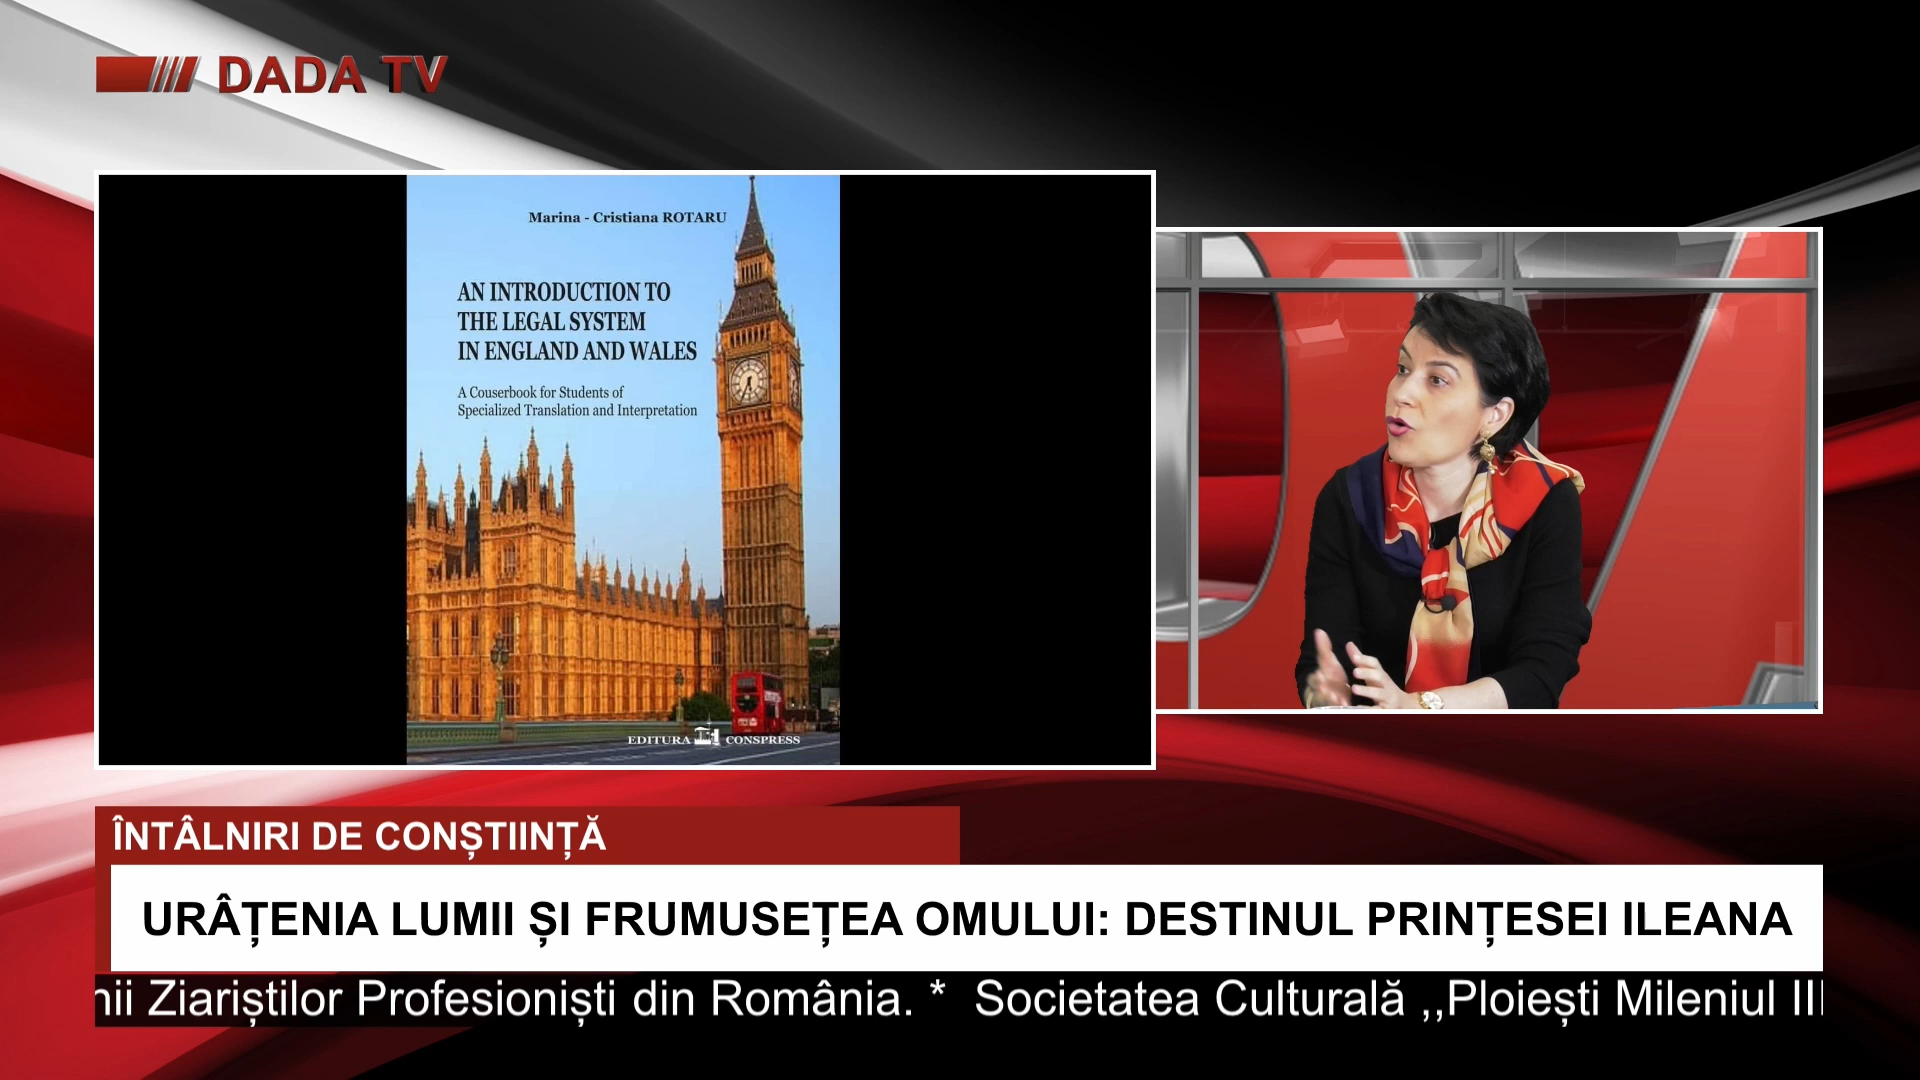 DADA TV
Marina - Cristiana ROTARU
AN INTRODUCTION TO
THE LEGAL SYSTEM
IN ENGLAND AND WALES
A Couserbook for Students of
Specialized Translation and Interpretation
EDITURA CONSPRESS
ÎNTÂLNIRI DE CONȘTIINȚĂ
URÂȚENIA LUMII ȘI FRUMUSEȚEA OMULUI: DESTINUL PRINȚESEI ILEANA
nii Ziariștilor Profesioniști din România. * Societatea Culturală ,,Ploiești Mileniul III